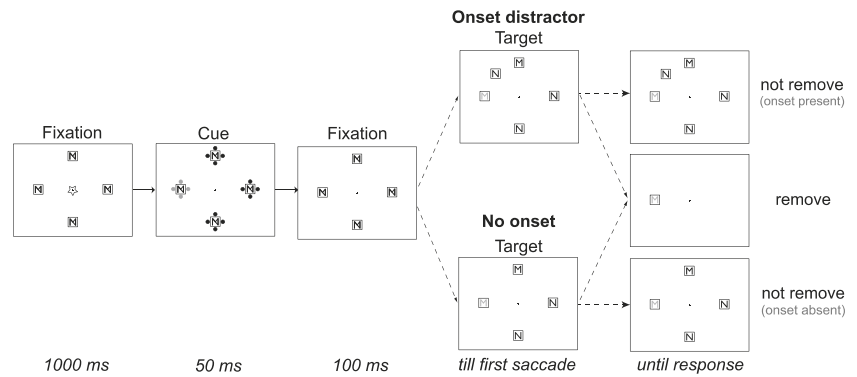 Onset distractor
Target
M
N
M N
N
M
N
M N
N
not remove
(onset present)
Fixation
Cue
Fixation
M
remove
No onset
Target
M
M N
N
M
M N
N
not remove
(onset absent)
1000 ms
50 ms
100 ms
till first saccade
until response